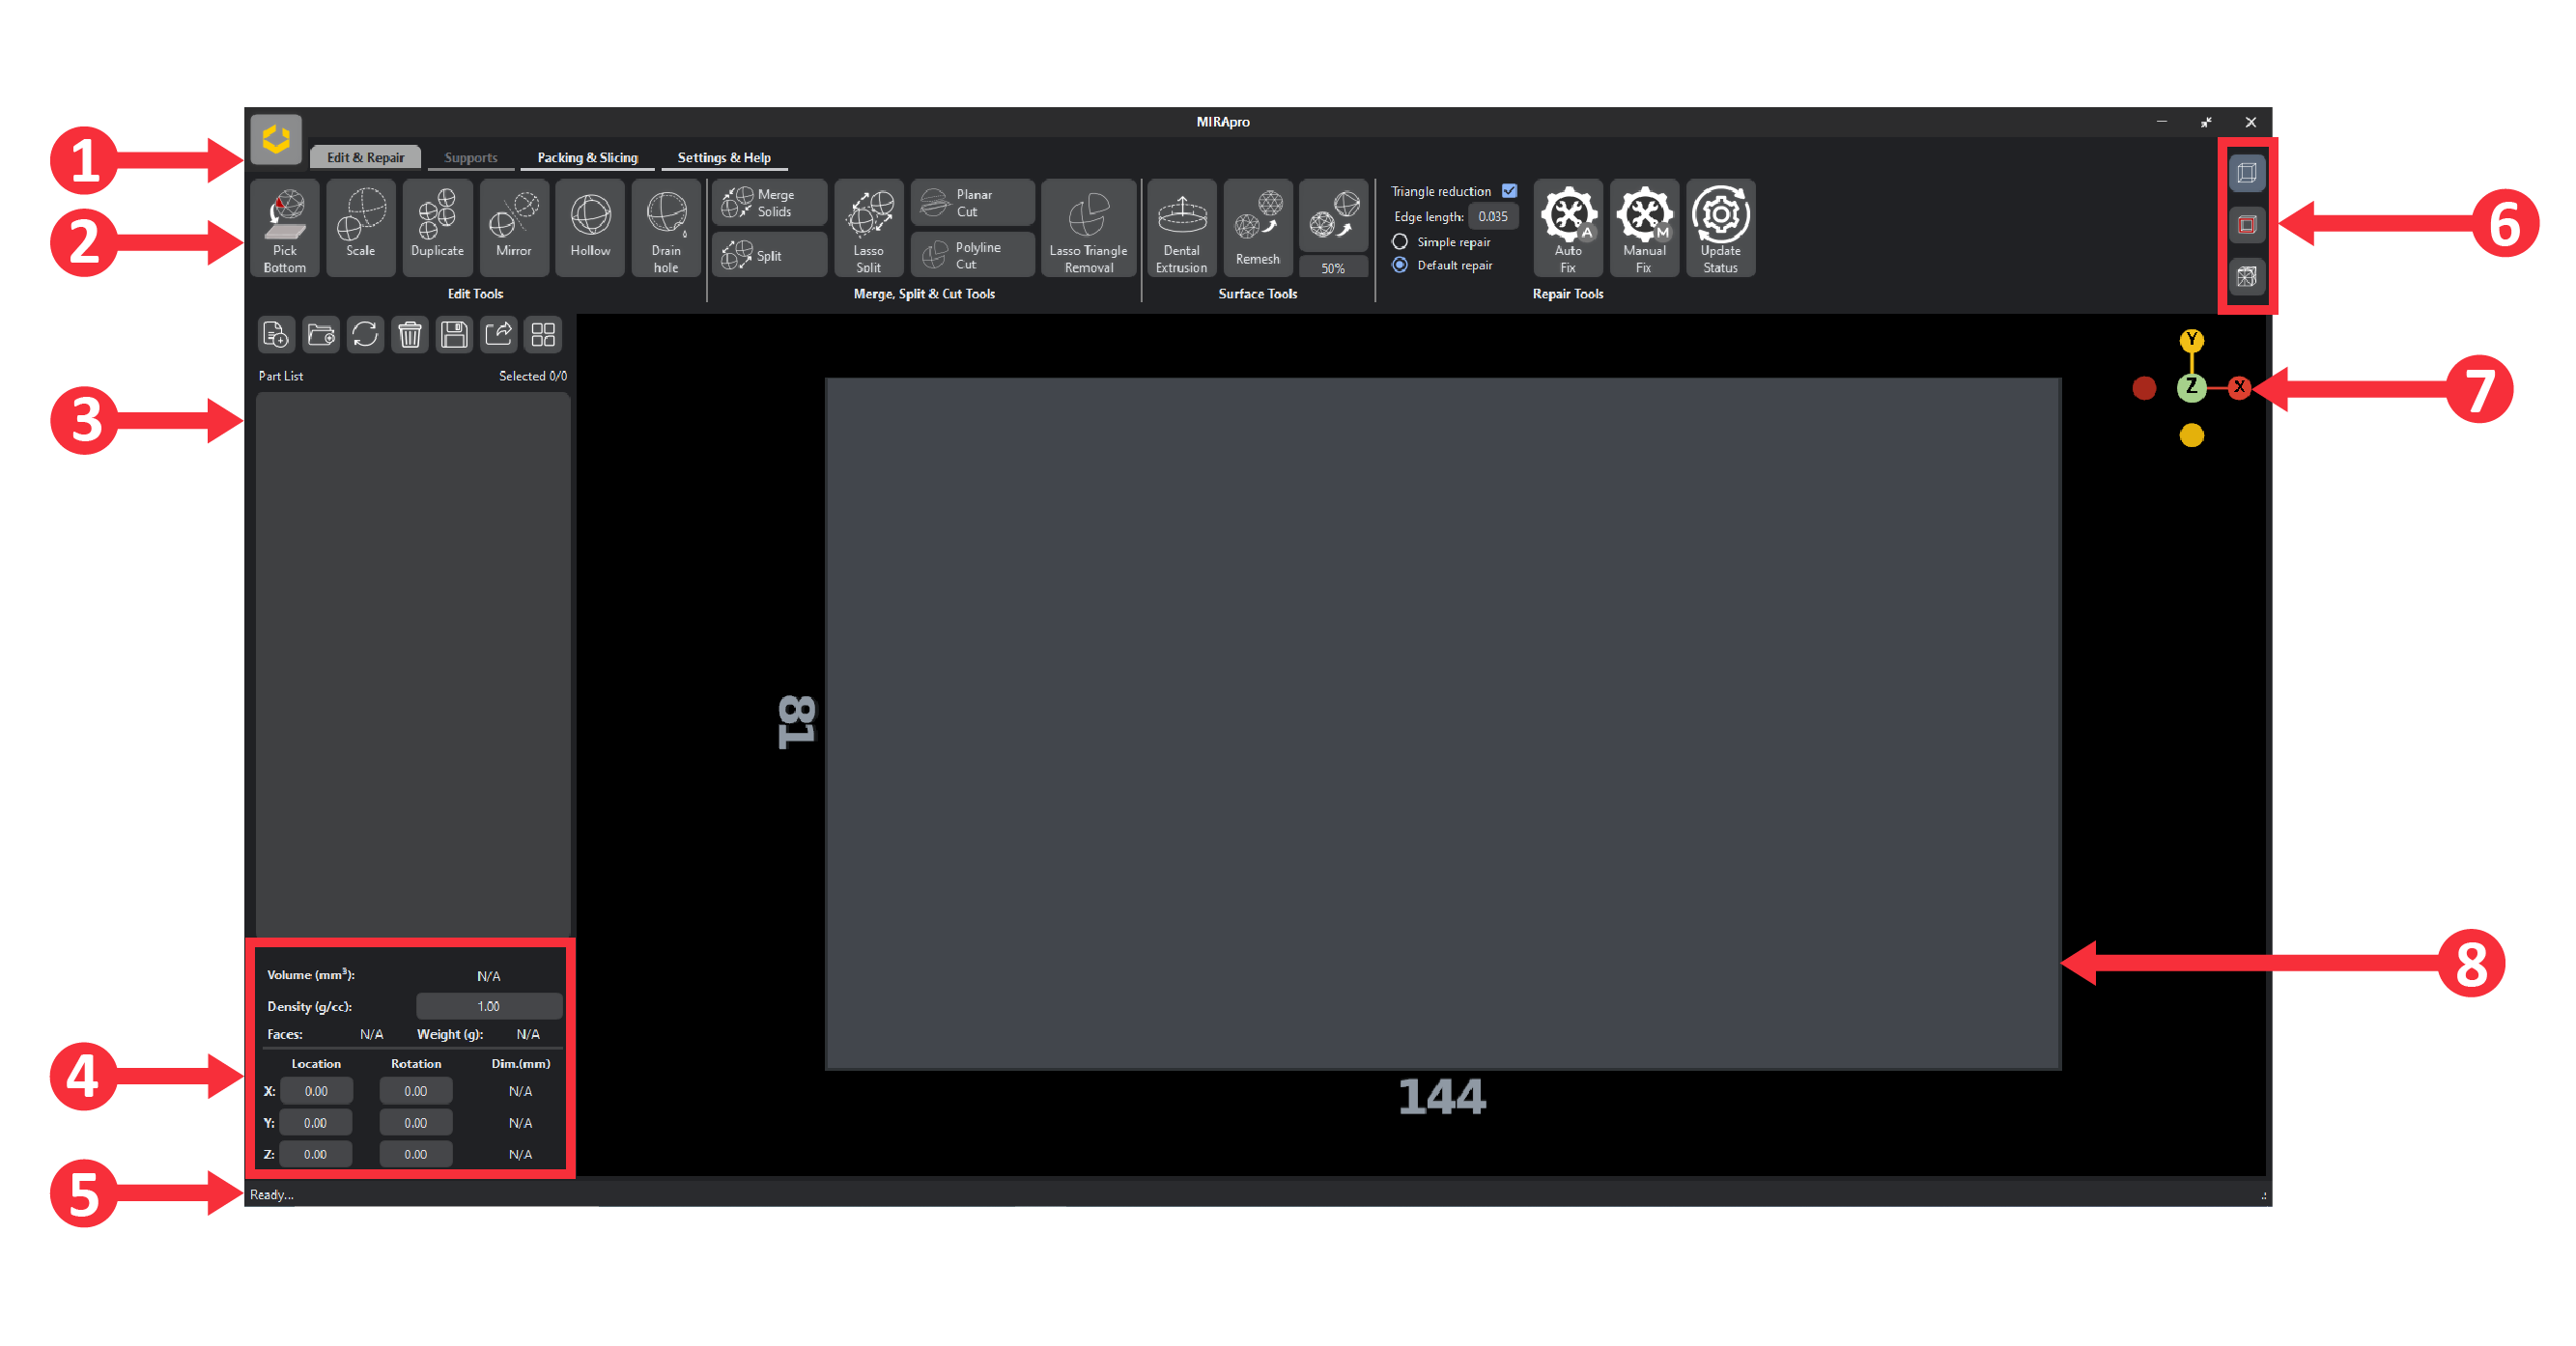 MIRApro
1
Edit & Repair Supports Packing & Slicing Settings & Help
2
Pick
Bottom
Scale
Duplicate
Mirror
Hollow
Drain
hole
Edit Tools
Merge
Solids
Split
Lasso
Split
Planar
Cut
Polyline
Cut
Lasso Triangle
Removal
Merge, Split & Cut Tools
Dental
Extrusion
Remesh
50%
Surface Tools
Triangle reduction
Edge length: 0.035
Simple repair
Default repair
A
Auto
Fix
M
Manual
Fix
Update
Status
Repair Tools
6
Part List Selected 0/0
3
Y
Z
X
7
81
144
8
4
Volume (mm³): N/A
Density (g/cc): 1.00
Faces: N/A Weight (g): N/A
Location Rotation Dim.(mm)
X: 0.00 0.00 N/A
Y: 0.00 0.00 N/A
Z: 0.00 0.00 N/A
5
Ready...